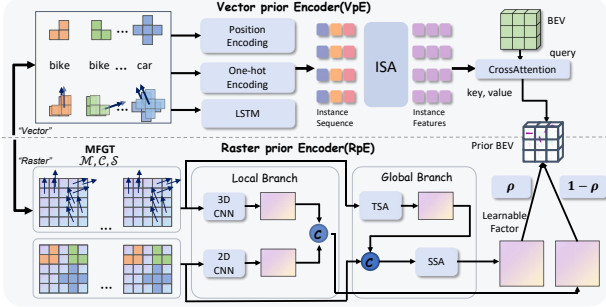 Vector prior Encoder(VpE)
BEV
Position
Encoding
query
bike bike ... car
One-hot
Encoding
ISA
CrossAttention
LSTM
Instance
Sequence
Instance
Features
key, value
"Vector"
Prior BEV
"Raster"
MFGT
Raster prior Encoder(RpE)
M, C, S
Local Branch
Global Branch
ρ
1 − ρ
3D
CNN
TSA
Learnable
Factor
...
C
2D
CNN
C
SSA
...